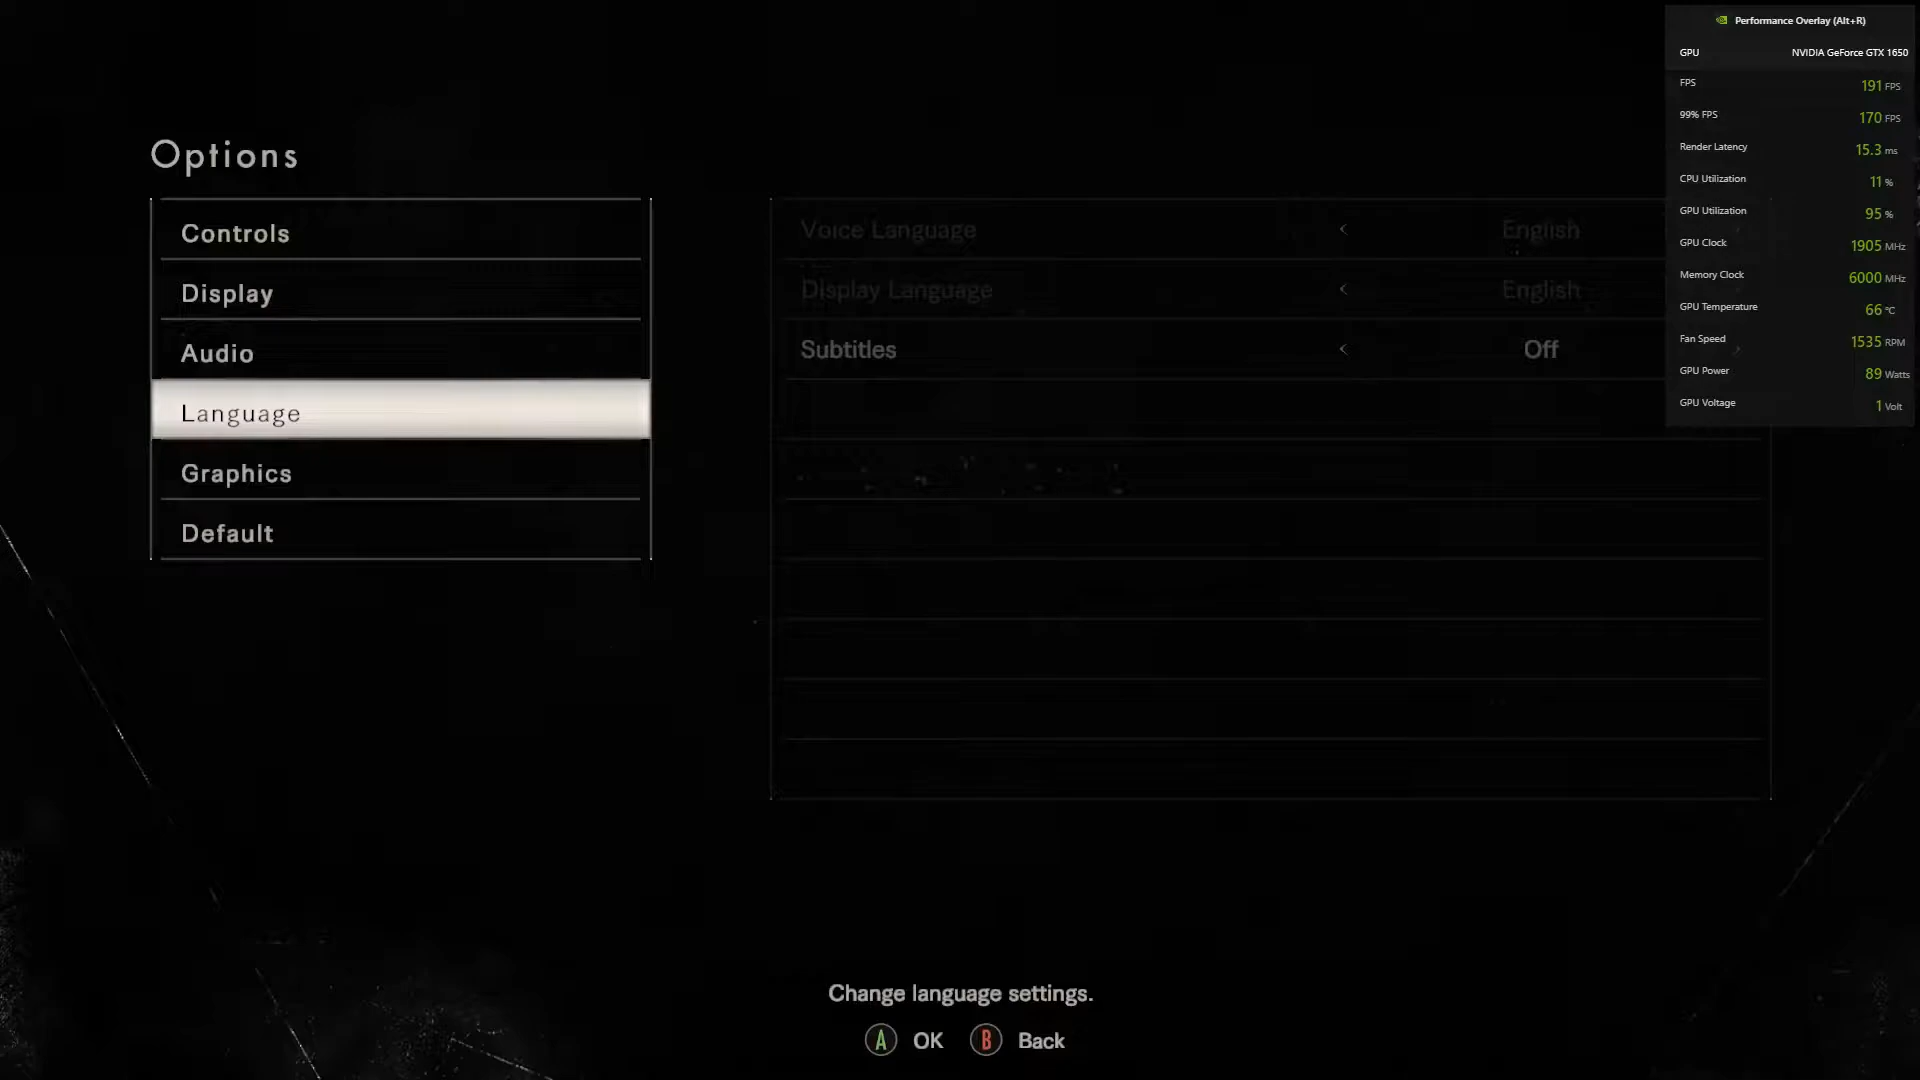 Options
Controls
Display
Audio
Language
Graphics
Default
Voice Language < English
Display Language < English
Subtitles < Off
Performance Overlay (Alt+R)
GPU NVIDIA GeForce GTX 1650
FPS 191 FPS
99% FPS 170 FPS
Render Latency 15.3 ms
CPU Utilization 11 %
GPU Utilization 95 %
GPU Clock 1905 MHz
Memory Clock 6000 MHz
GPU Temperature 66 °C
Fan Speed 1535 RPM
GPU Power 89 Watts
GPU Voltage 1 Volt
Change language settings.
A OK B Back